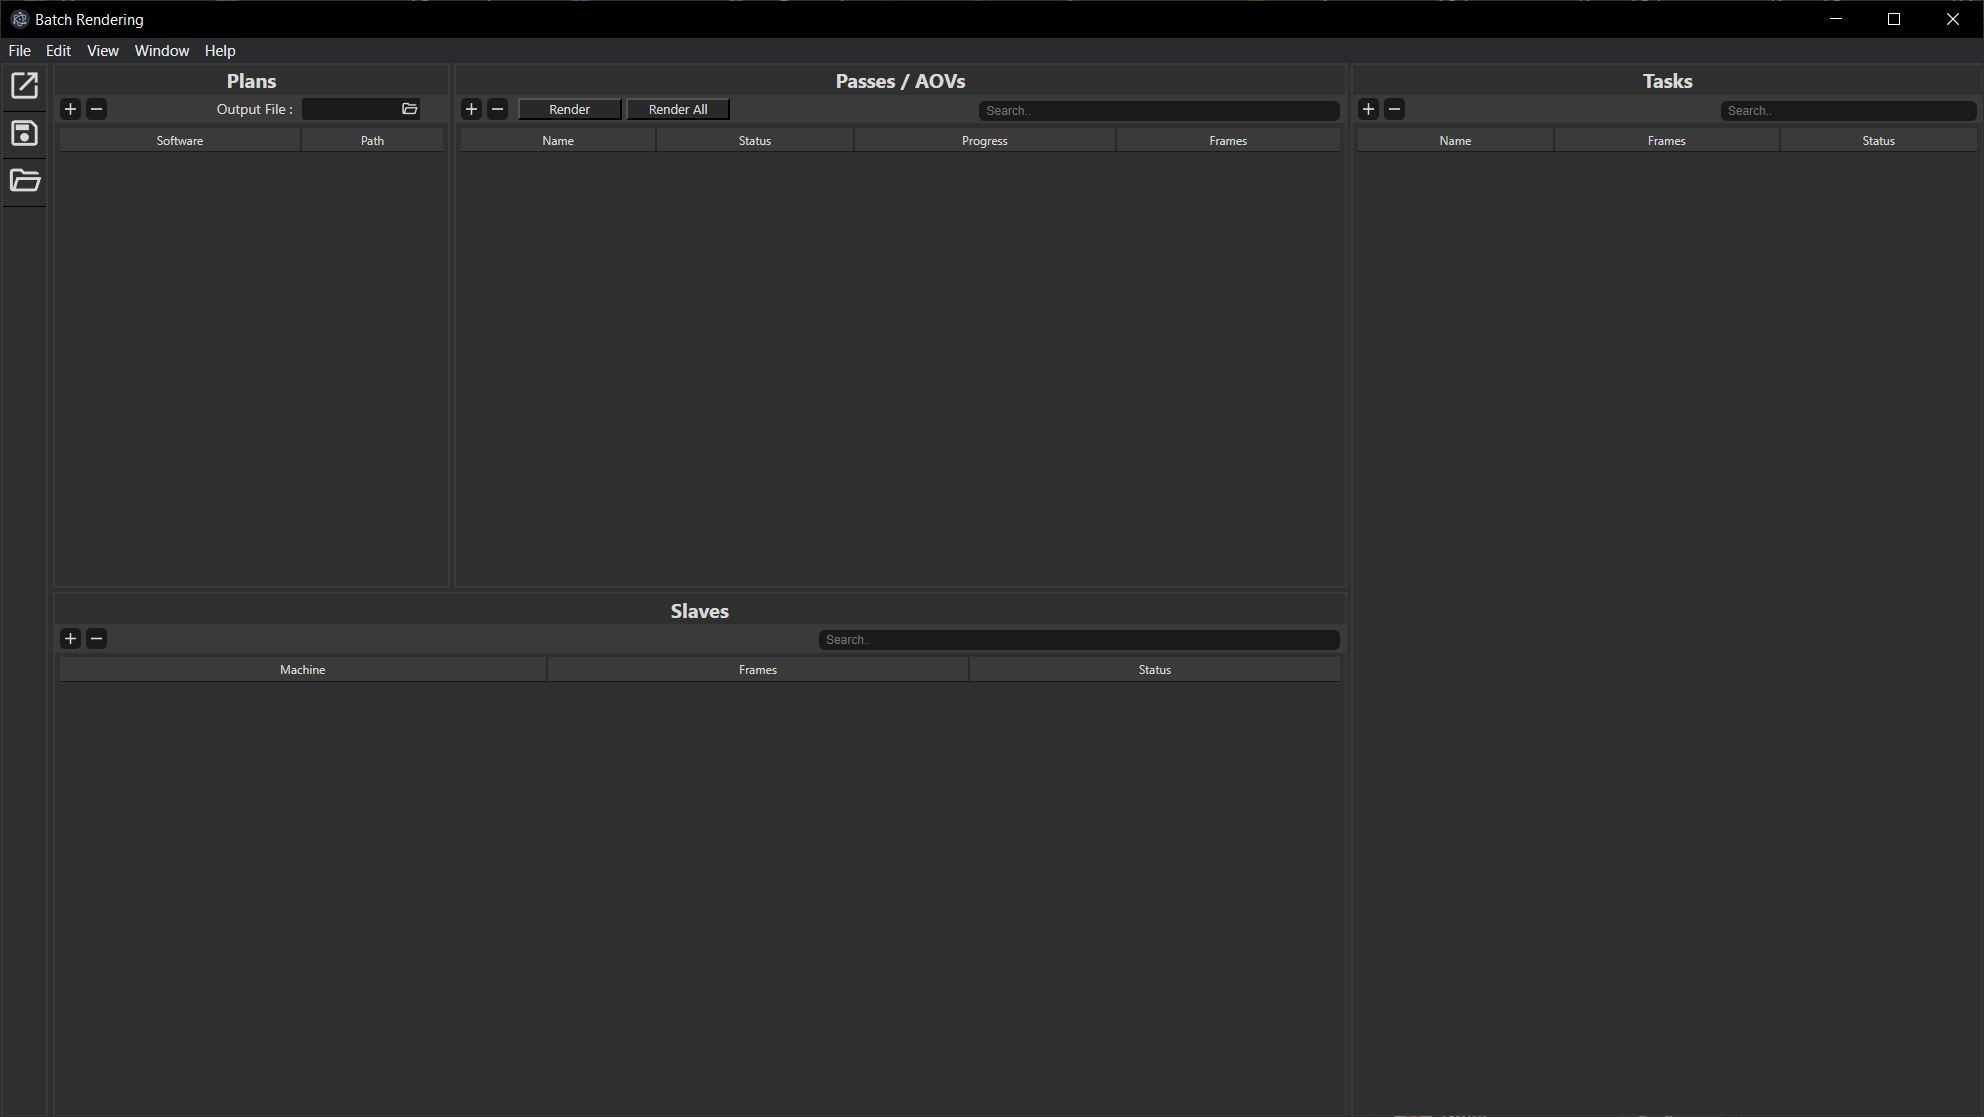 Batch Rendering
File Edit View Window Help
Plans
Output File :
Software Path
Passes / AOVs
Render Render All Search..
Name Status Progress Frames
Tasks
Search..
Name Frames Status
Slaves
Search..
Machine Frames Status